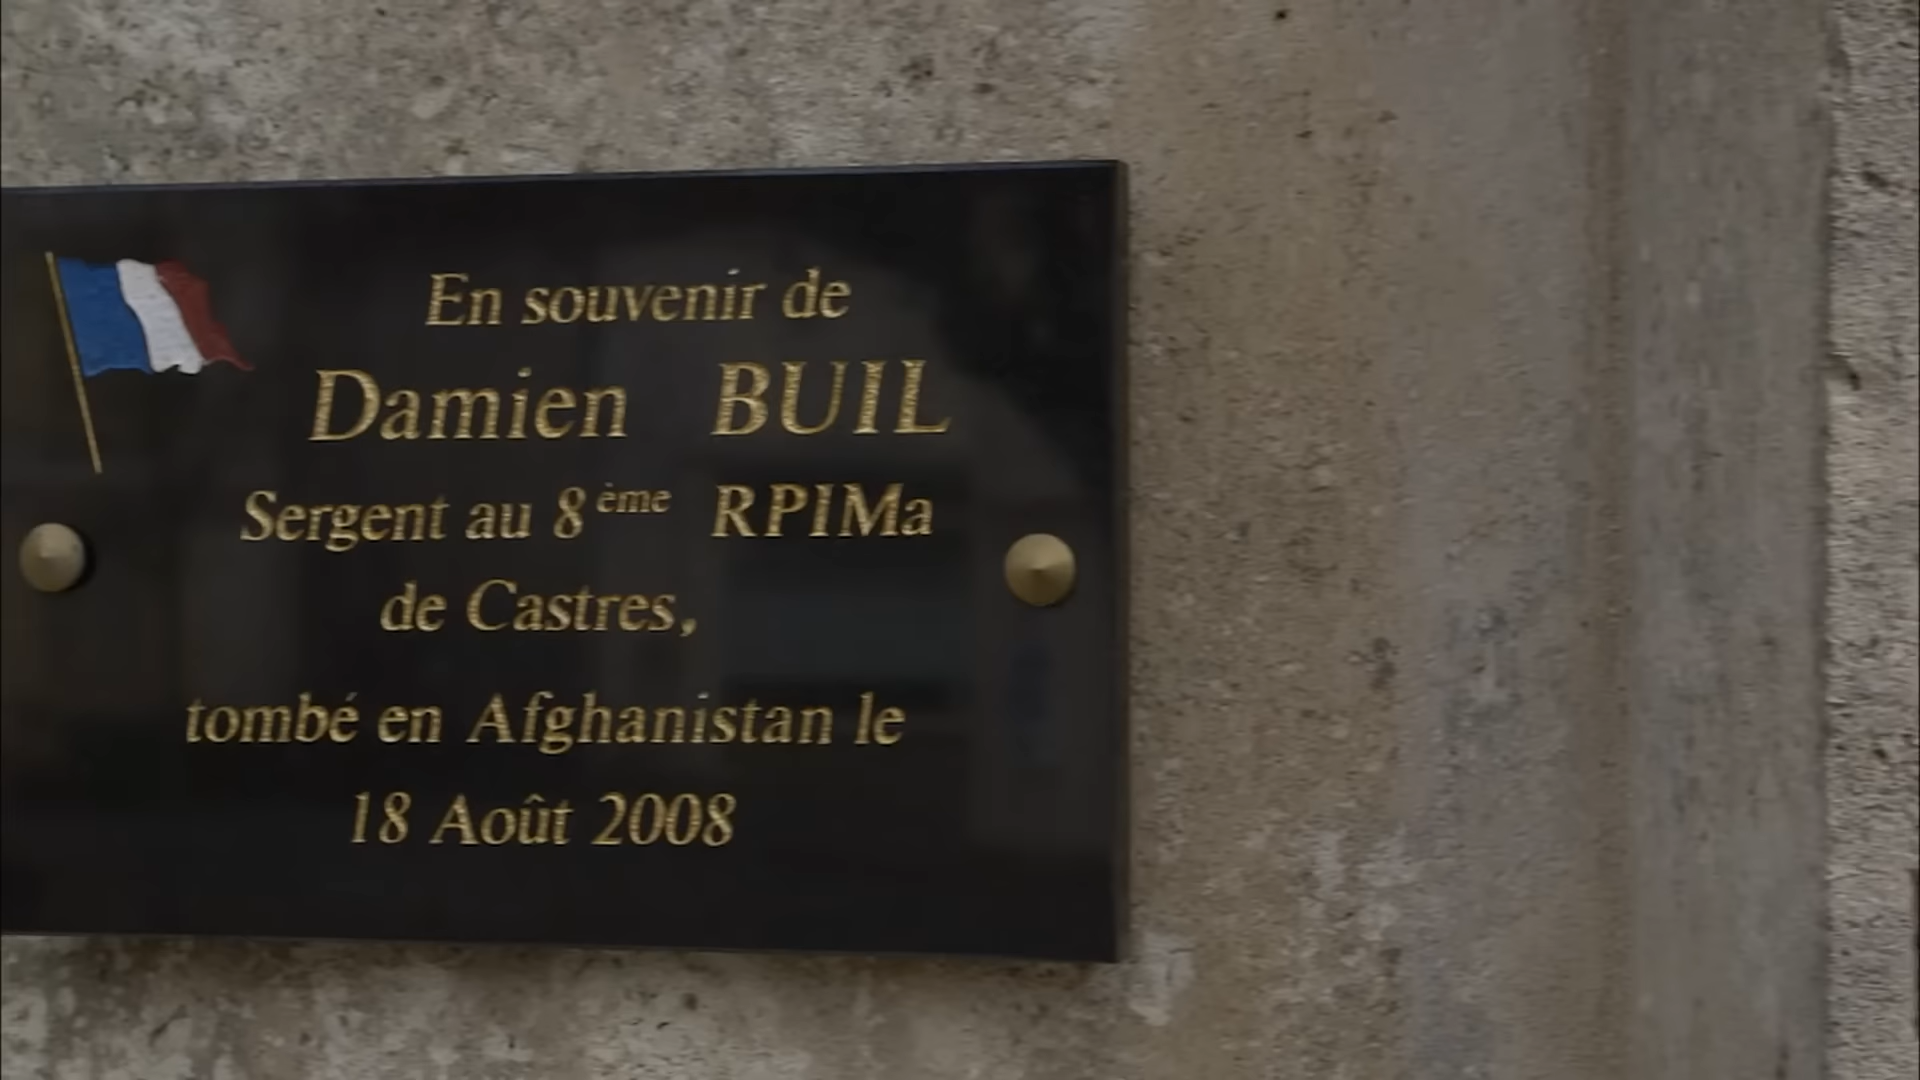 En souvenir de
Damien BUIL
Sergent au 8ème RPIMa
de Castres,
tombé en Afghanistan le
18 Août 2008